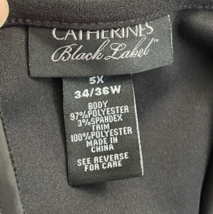 CATHERINES
Black Label™
5X
34/36W
BODY
97% POLYESTER
3% SPANDEX
TRIM
100% POLYESTER
MADE IN
CHINA
SEE REVERSE
FOR CARE